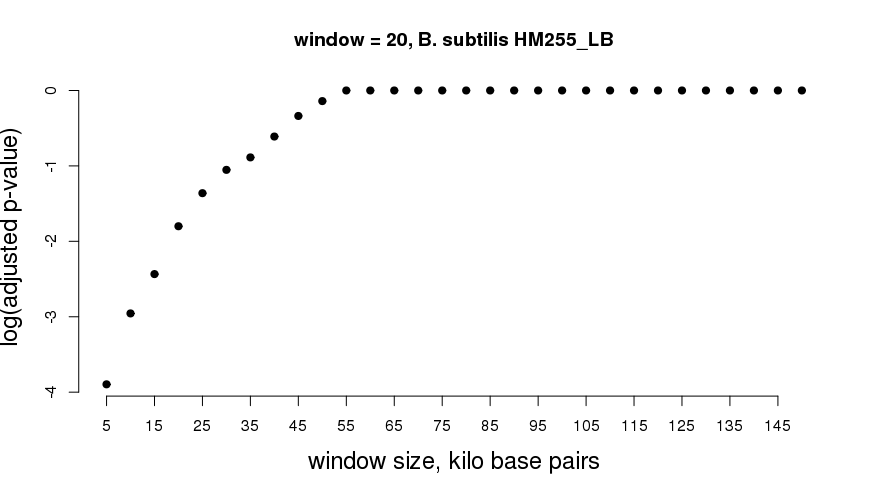 window = 20, B. subtilis HM255_LB
log(adjusted p-value)
0
-1
-2
-3
-4
5 15 25 35 45 55 65 75 85 95 105 115 125 135 145
window size, kilo base pairs